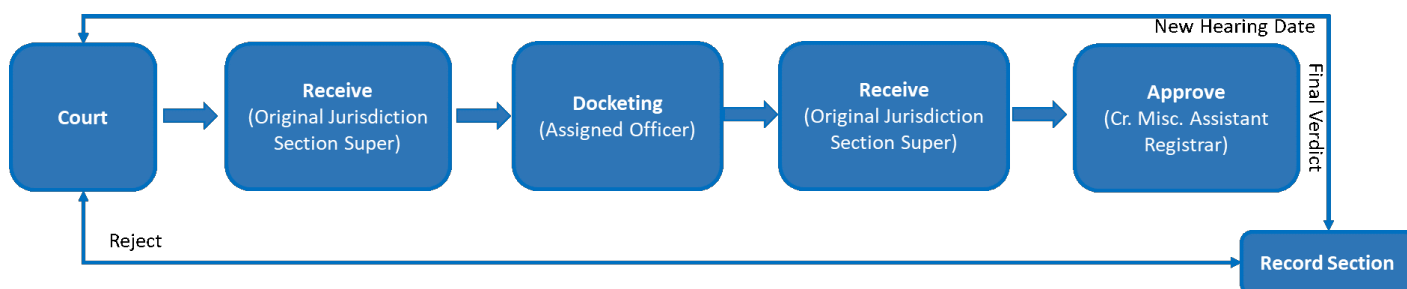 New Hearing Date
Court
Receive
(Original Jurisdiction
Section Super)
Docketing
(Assigned Officer)
Receive
(Original Jurisdiction
Section Super)
Approve
(Cr. Misc. Assistant
Registrar)
Final Verdict
Reject
Record Section